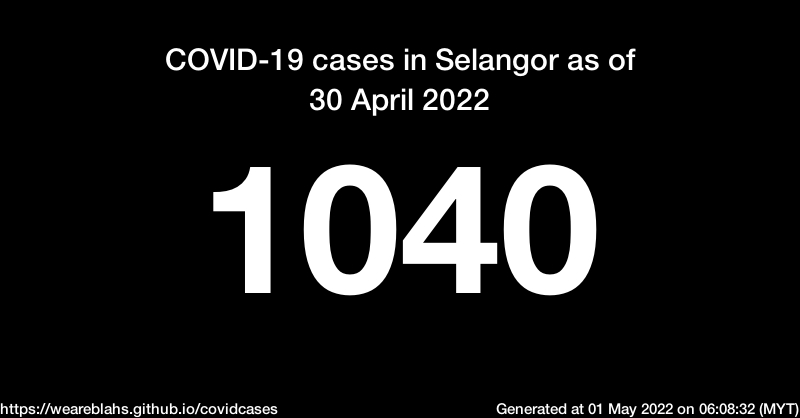 COVID-19 cases in Selangor as of
30 April 2022
1040
https://weareblahs.github.io/covidcases
Generated at 01 May 2022 on 06:08:32 (MYT)